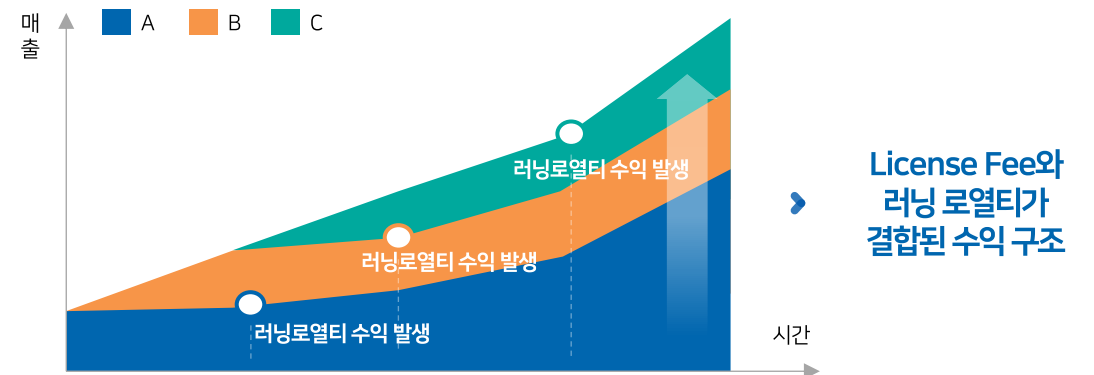 매
출
A
B
C
러닝로열티 수익 발생
러닝로열티 수익 발생
러닝로열티 수익 발생
시간
License Fee와
러닝 로열티가
결합된 수익 구조